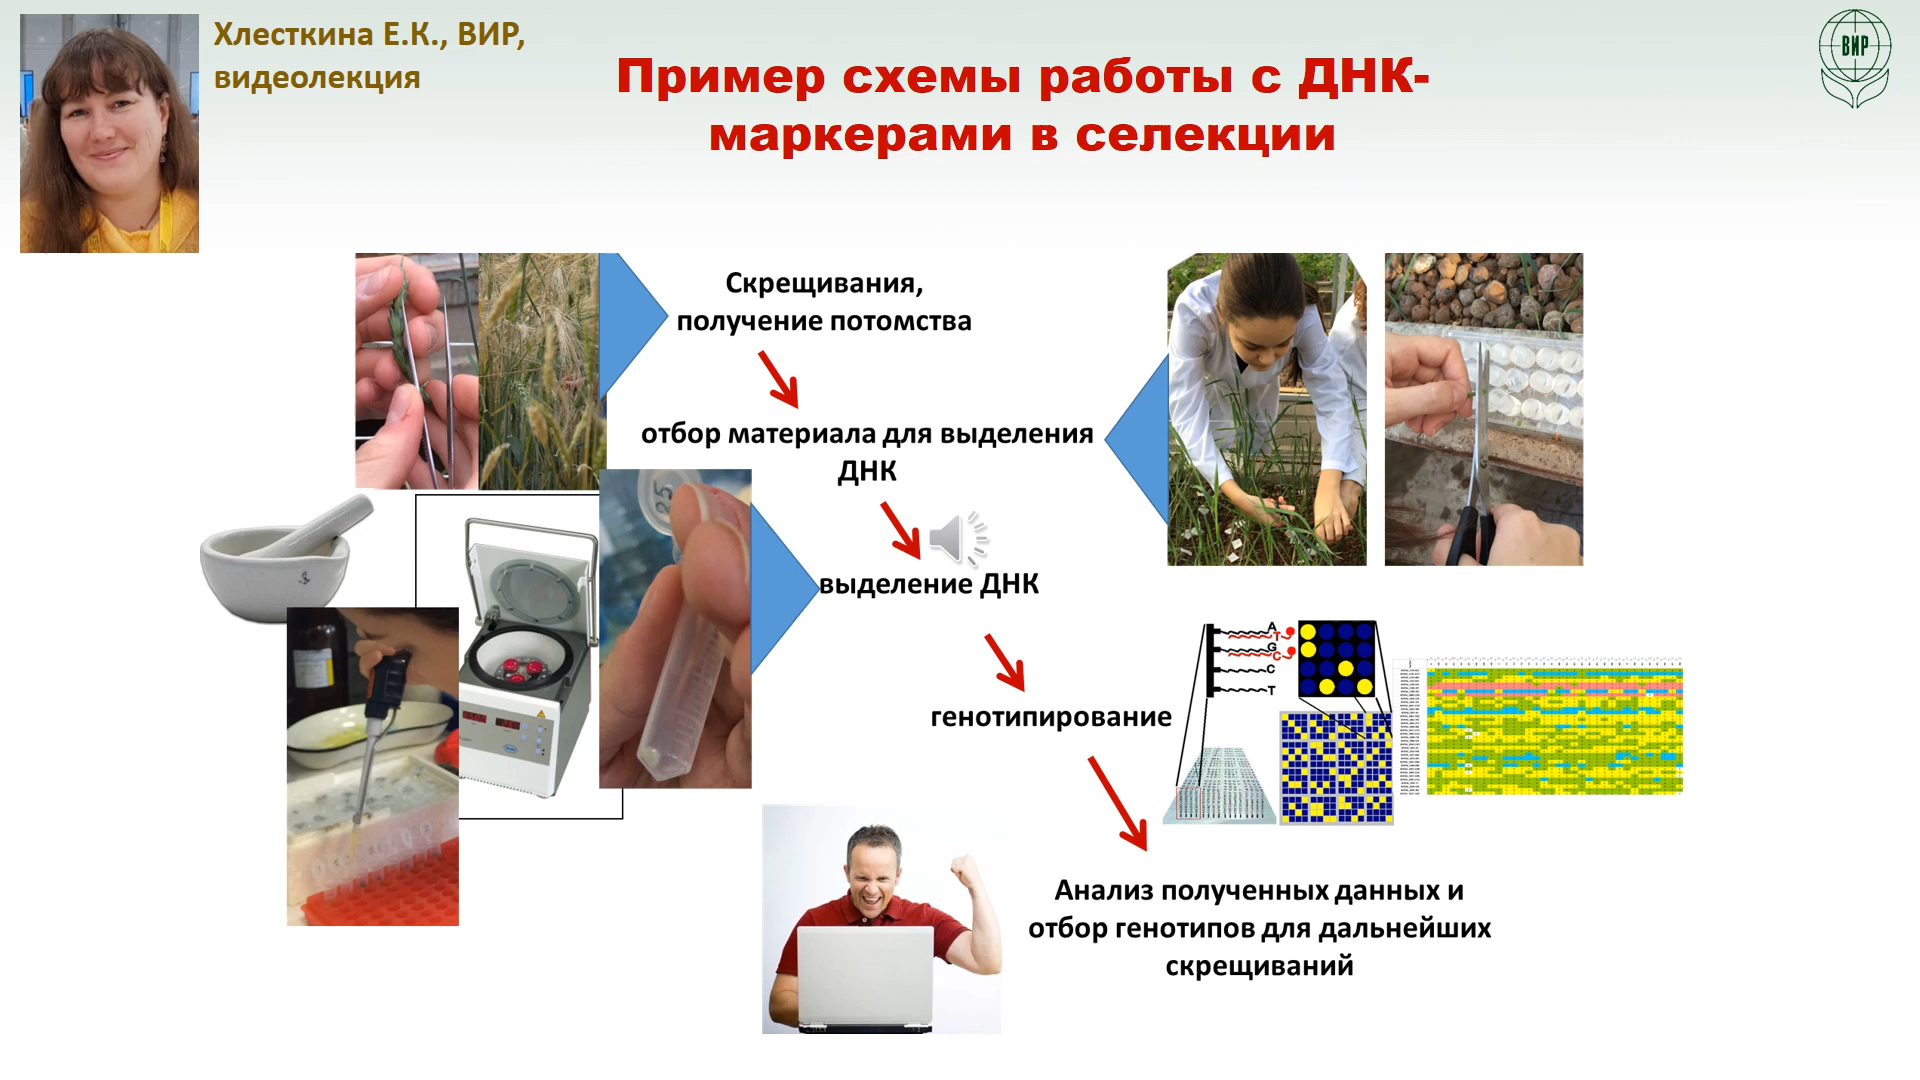 Хлесткина Е.К., ВИР,
видеолекция
Пример схемы работы с ДНК-
маркерами в селекции
ВИР
Скрещивания,
получение потомства
отбор материала для выделения
ДНК
25
выделение ДНК
генотипирование
A
T
G
C
C
T
Анализ полученных данных и
отбор генотипов для дальнейших
скрещиваний